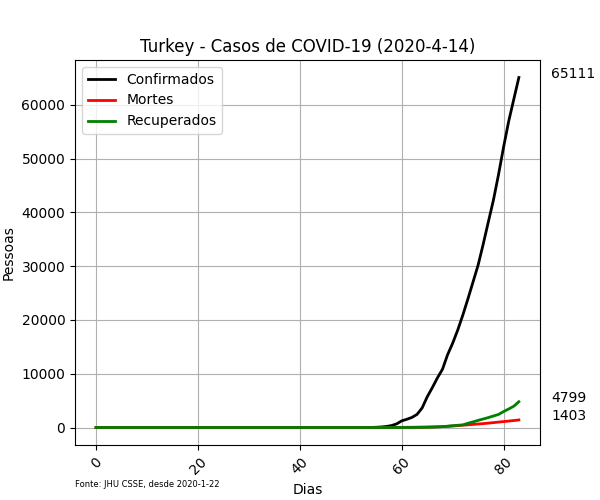 Turkey - Casos de COVID-19 (2020-4-14)
Confirmados
Mortes
Recuperados
65111
4799
1403
Pessoas
60000
50000
40000
30000
20000
10000
0
0
20
40
60
80
Dias
Fonte: JHU CSSE, desde 2020-1-22